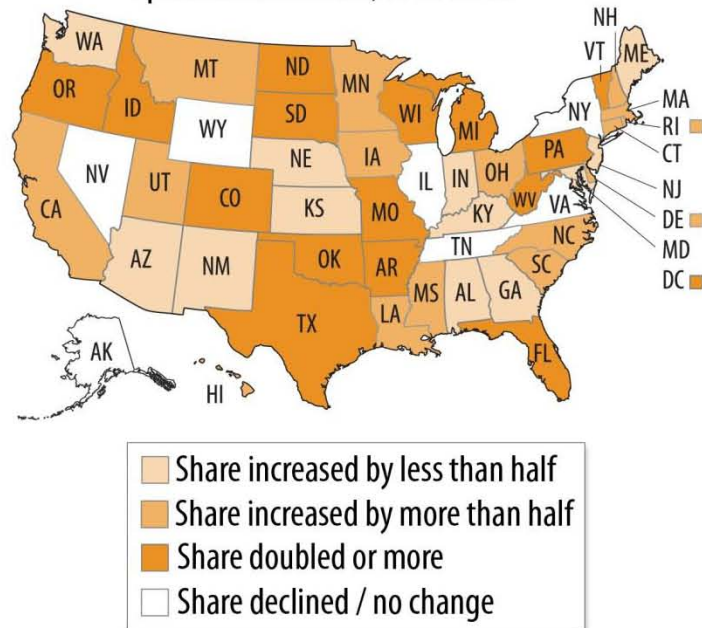 NH
WA
VT
ME
MT
ND
MN
OR
ID
SD
WI
MI
NY
MA
RI
WY
CT
PA
NE
IA
NV
IL
IN
OH
NJ
UT
CO
CA
KS
MO
WV
VA
DE
KY
MD
NC
TN
DC
AZ
NM
OK
AR
SC
MS
AL
GA
TX
LA
AK
FL
HI
Share increased by less than half
Share increased by more than half
Share doubled or more
Share declined / no change